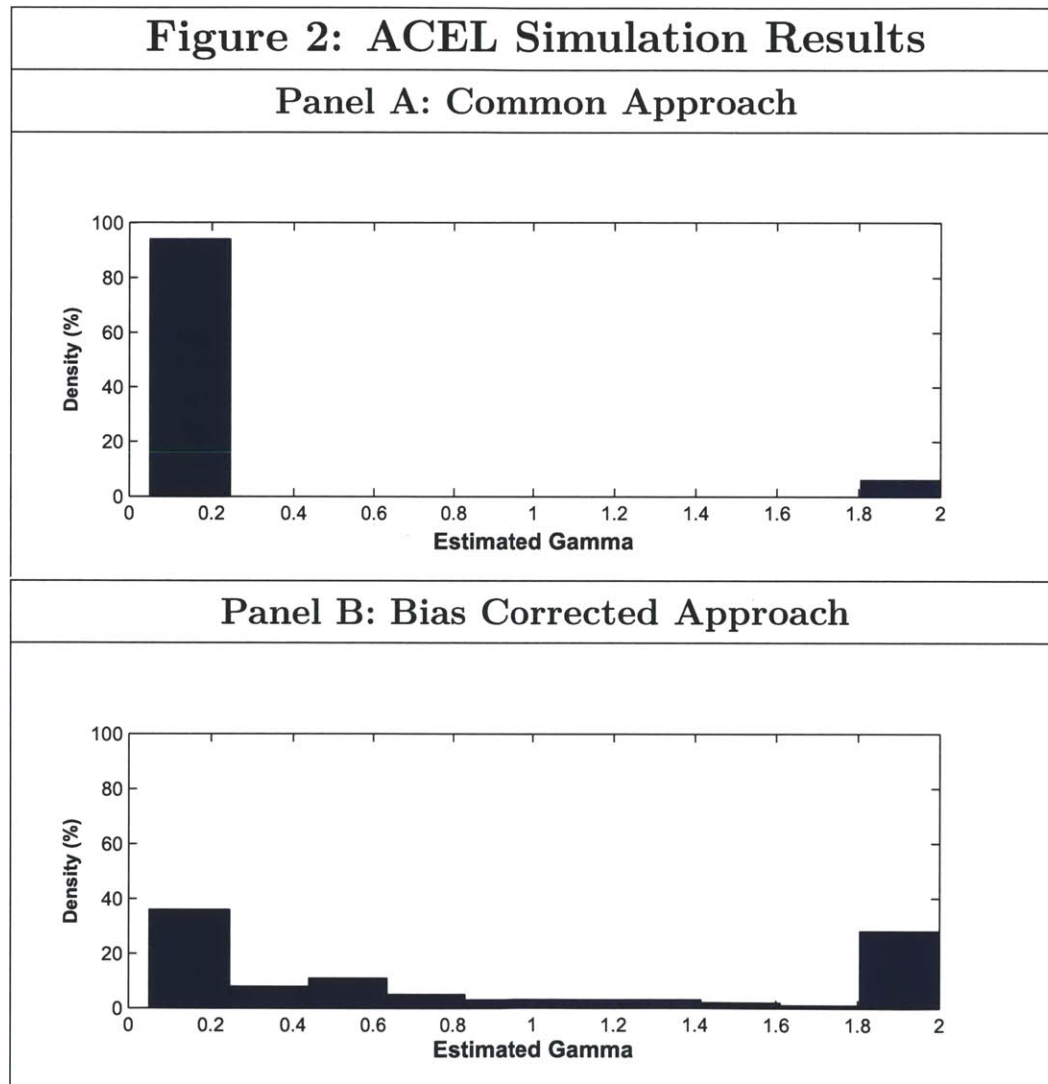 Figure 2: ACEL Simulation Results
Panel A: Common Approach
100
80
60
40
20
0
Density (%)
0 0.2 0.4 0.6 0.8 1 1.2 1.4 1.6 1.8 2
Estimated Gamma
Panel B: Bias Corrected Approach
100
80
60
40
20
0
Density (%)
0 0.2 0.4 0.6 0.8 1 1.2 1.4 1.6 1.8 2
Estimated Gamma